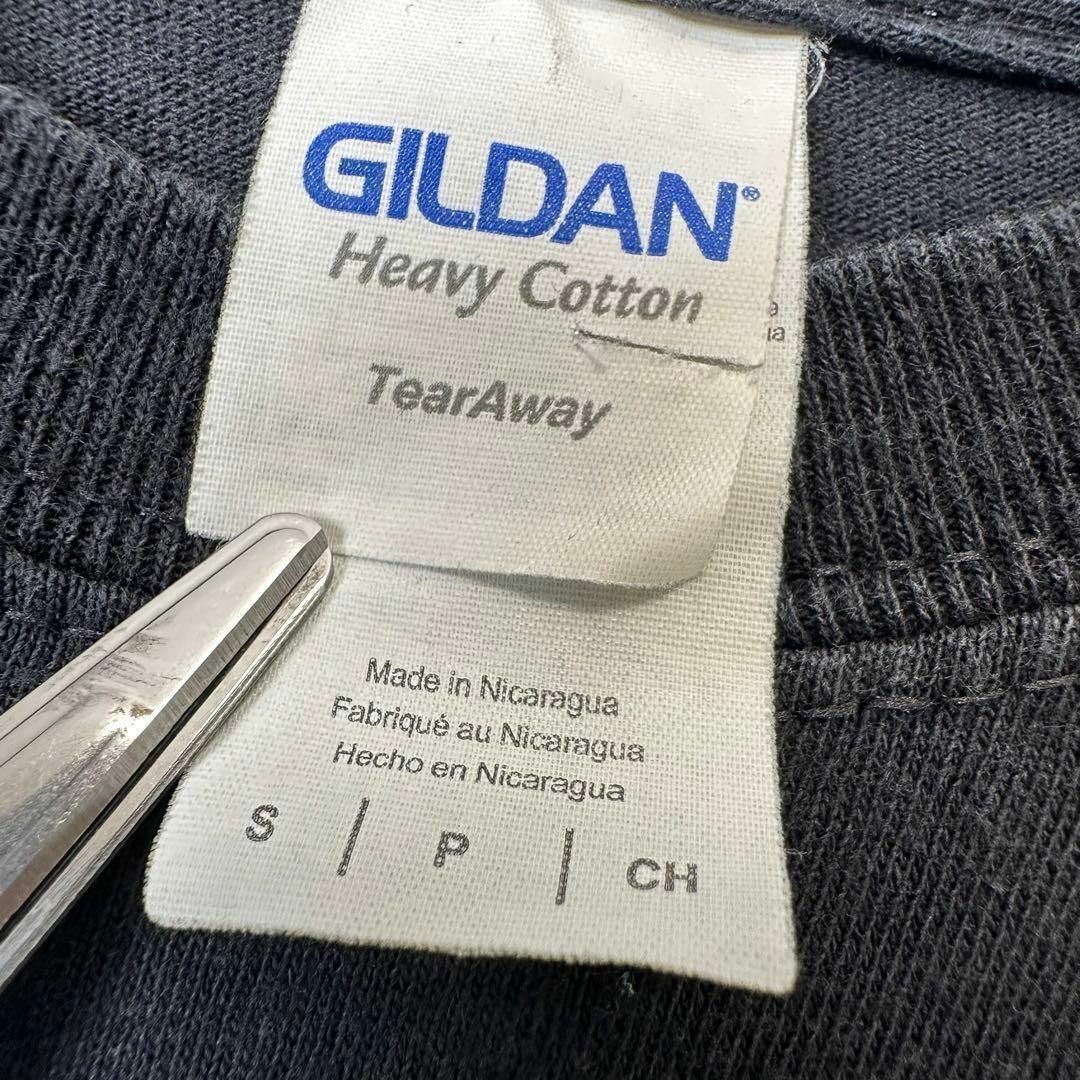 GILDAN®
Heavy Cotton
TearAway
Made in Nicaragua
Fabriqué au Nicaragua
Hecho en Nicaragua
S | P | CH